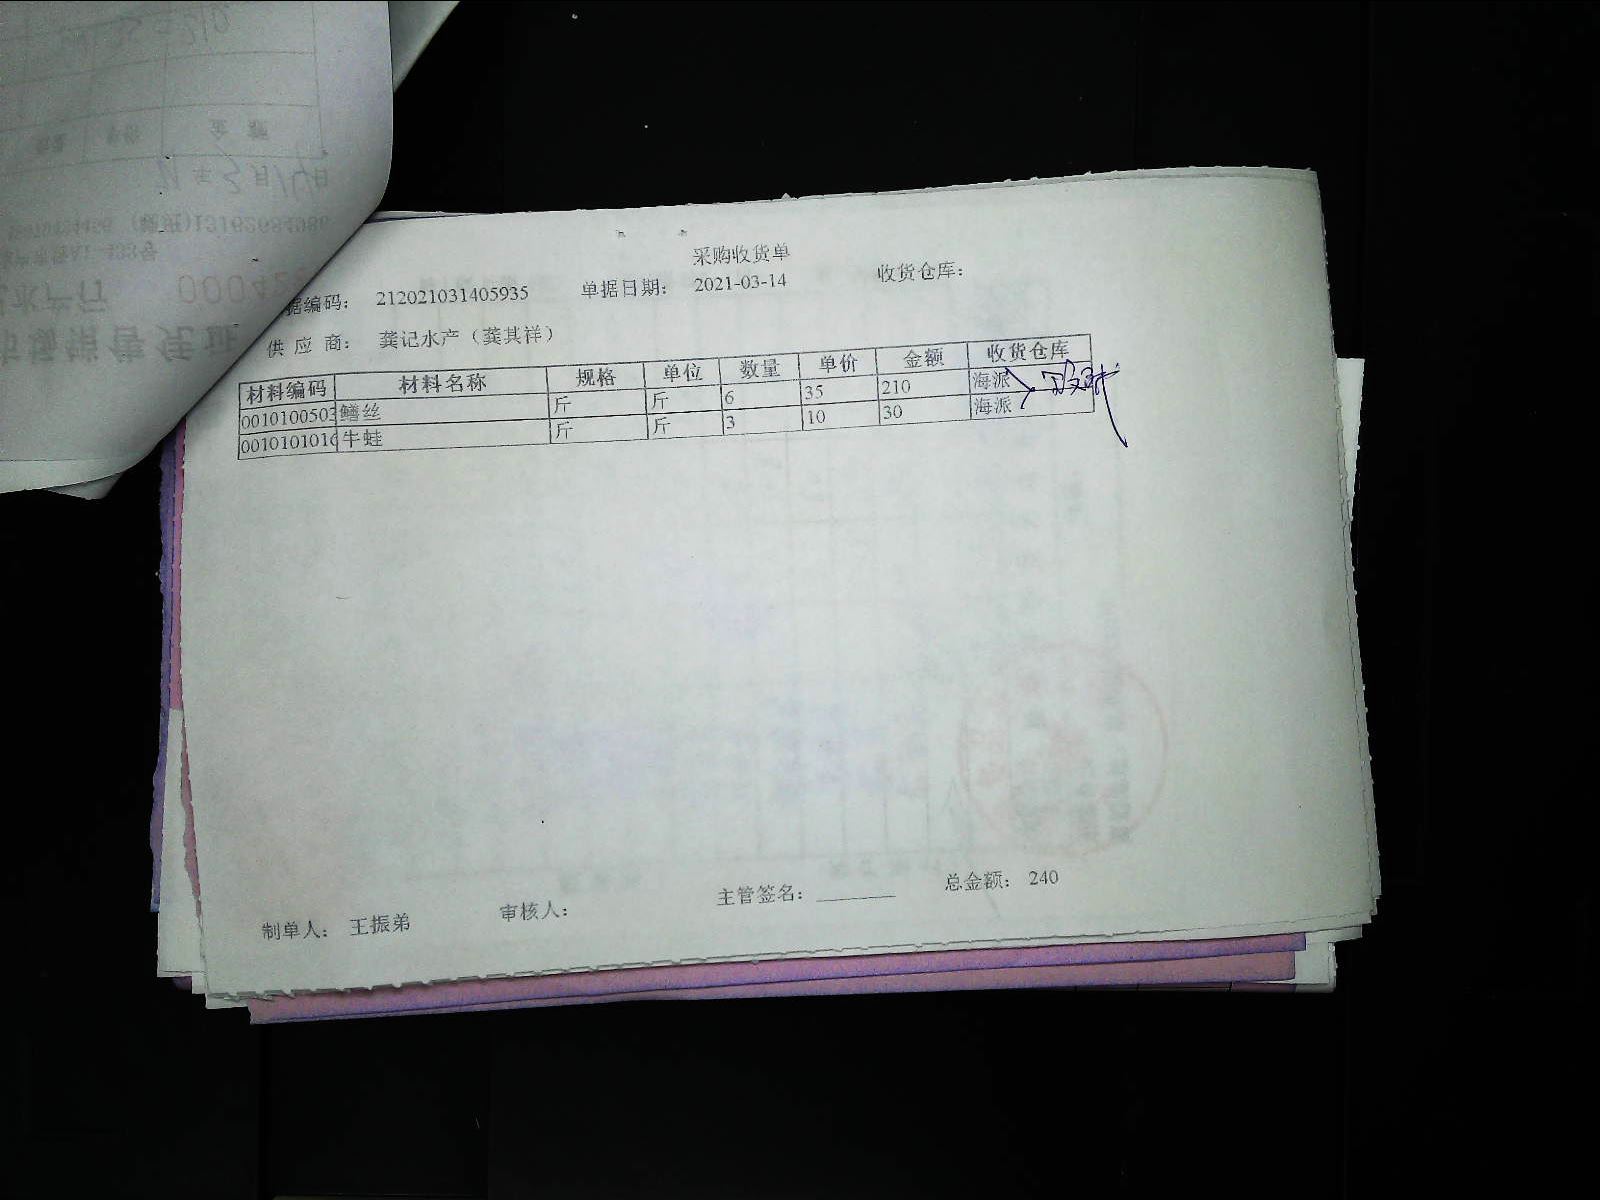 采购收货单
据编码： 212021031405935 单据日期： 2021-03-14 收货仓库：
供 应 商： 龚记水产（龚其祥）
材料编码 材料名称 规格 单位 数量 单价 金额 收货仓库
0010100503 鳝丝 斤 斤 6 35 210 海派
001010101 牛蛙 斤 斤 3 10 30 海派
制单人： 王振弟 审核人： 主管签名： 总金额： 240